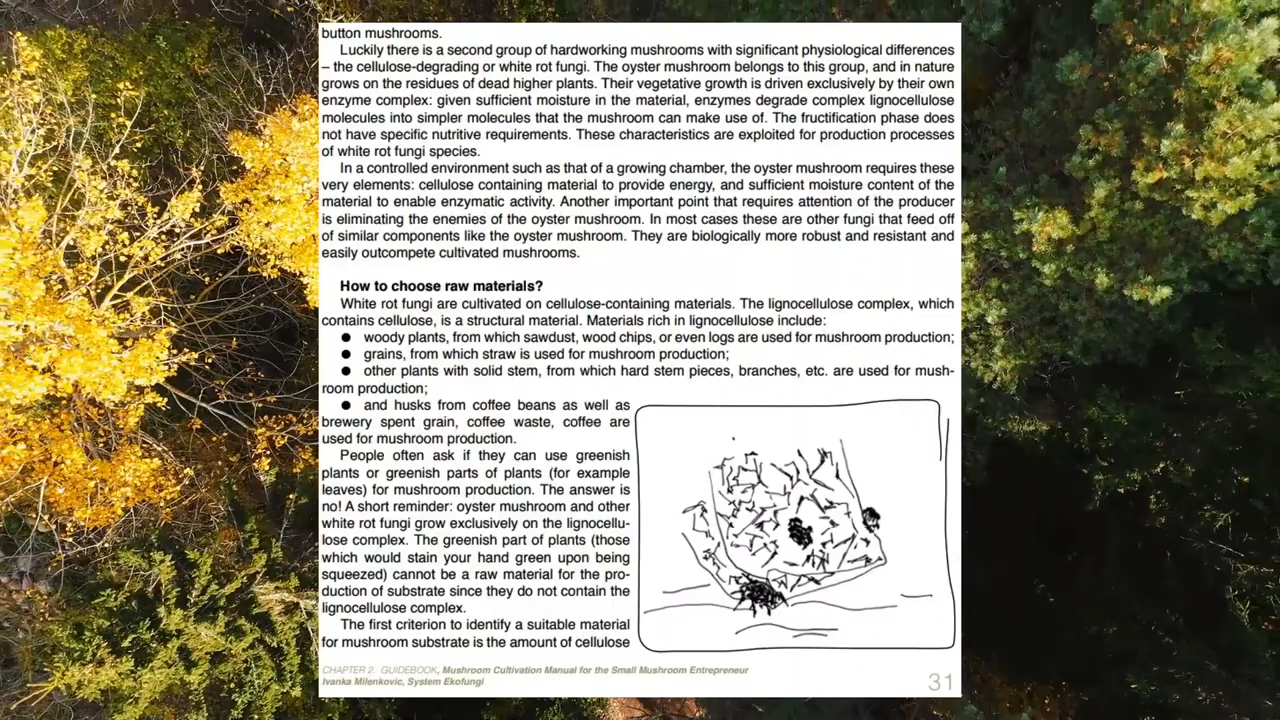 button mushrooms.
Luckily there is a second group of hardworking mushrooms with significant physiological differences
– the cellulose-degrading or white rot fungi. The oyster mushroom belongs to this group, and in nature
grows on the residues of dead higher plants. Their vegetative growth is driven exclusively by their own
enzyme complex: given sufficient moisture in the material, enzymes degrade complex lignocellulose
molecules into simpler molecules that the mushroom can make use of. The fructification phase does
not have specific nutritive requirements. These characteristics are exploited for production processes
of white rot fungi species.
In a controlled environment such as that of a growing chamber, the oyster mushroom requires these
very elements: cellulose containing material to provide energy, and sufficient moisture content of the
material to enable enzymatic activity. Another important point that requires attention of the producer
is eliminating the enemies of the oyster mushroom. In most cases these are other fungi that feed off
of similar components like the oyster mushroom. They are biologically more robust and resistant and
easily outcompete cultivated mushrooms.
How to choose raw materials?
White rot fungi are cultivated on cellulose-containing materials. The lignocellulose complex, which
contains cellulose, is a structural material. Materials rich in lignocellulose include:
● woody plants, from which sawdust, wood chips, or even logs are used for mushroom production;
● grains, from which straw is used for mushroom production;
● other plants with solid stem, from which hard stem pieces, branches, etc. are used for mush-
room production;
● and husks from coffee beans as well as
brewery spent grain, coffee waste, coffee are
used for mushroom production.
People often ask if they can use greenish
plants or greenish parts of plants (for example
leaves) for mushroom production. The answer is
no! A short reminder: oyster mushroom and other
white rot fungi grow exclusively on the lignocellu-
lose complex. The greenish part of plants (those
which would stain your hand green upon being
squeezed) cannot be a raw material for the pro-
duction of substrate since they do not contain the
lignocellulose complex.
The first criterion to identify a suitable material
for mushroom substrate is the amount of cellulose
CHAPTER 2. GUIDEBOOK, Mushroom Cultivation Manual for the Small Mushroom Entrepreneur
Ivanka Milenkovic, System Ekofungi
31